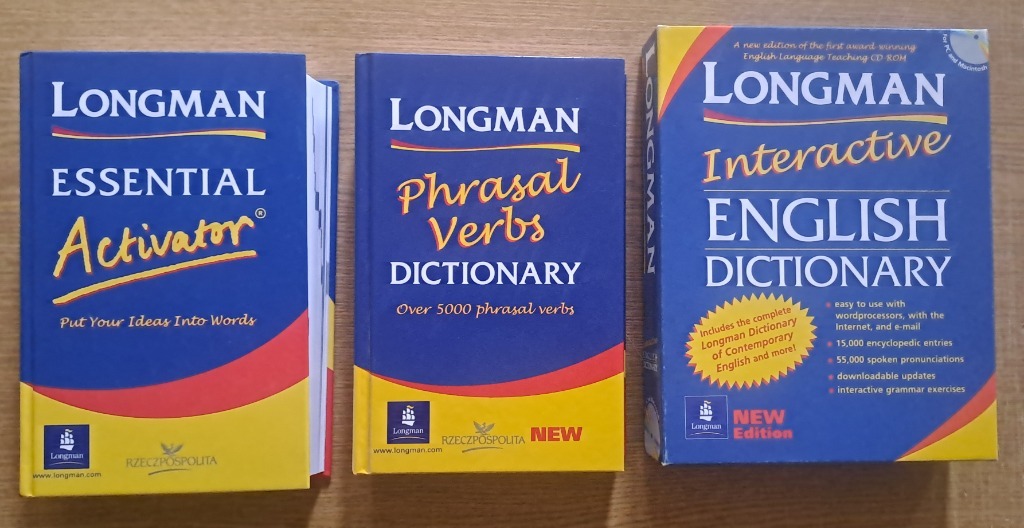 LONGMAN
ESSENTIAL
Activator®
Put Your Ideas Into Words
Longman
www.longman.com
RZECZPOSPOLITA
LONGMAN
Phrasal
Verbs
DICTIONARY
Over 5000 phrasal verbs
Longman
www.longman.com
RZECZPOSPOLITA
NEW
LONGMAN
A new edition of the first award winning
English Language Teaching CD ROM
for PC and Macintosh
LONGMAN
Interactive
ENGLISH
DICTIONARY
Includes the complete
Longman Dictionary
of Contemporary
English and more!
easy to use with
wordprocessors, with the
Internet, and e-mail
15,000 encyclopedic entries
55,000 spoken pronunciations
downloadable updates
interactive grammar exercises
Longman
NEW
Edition